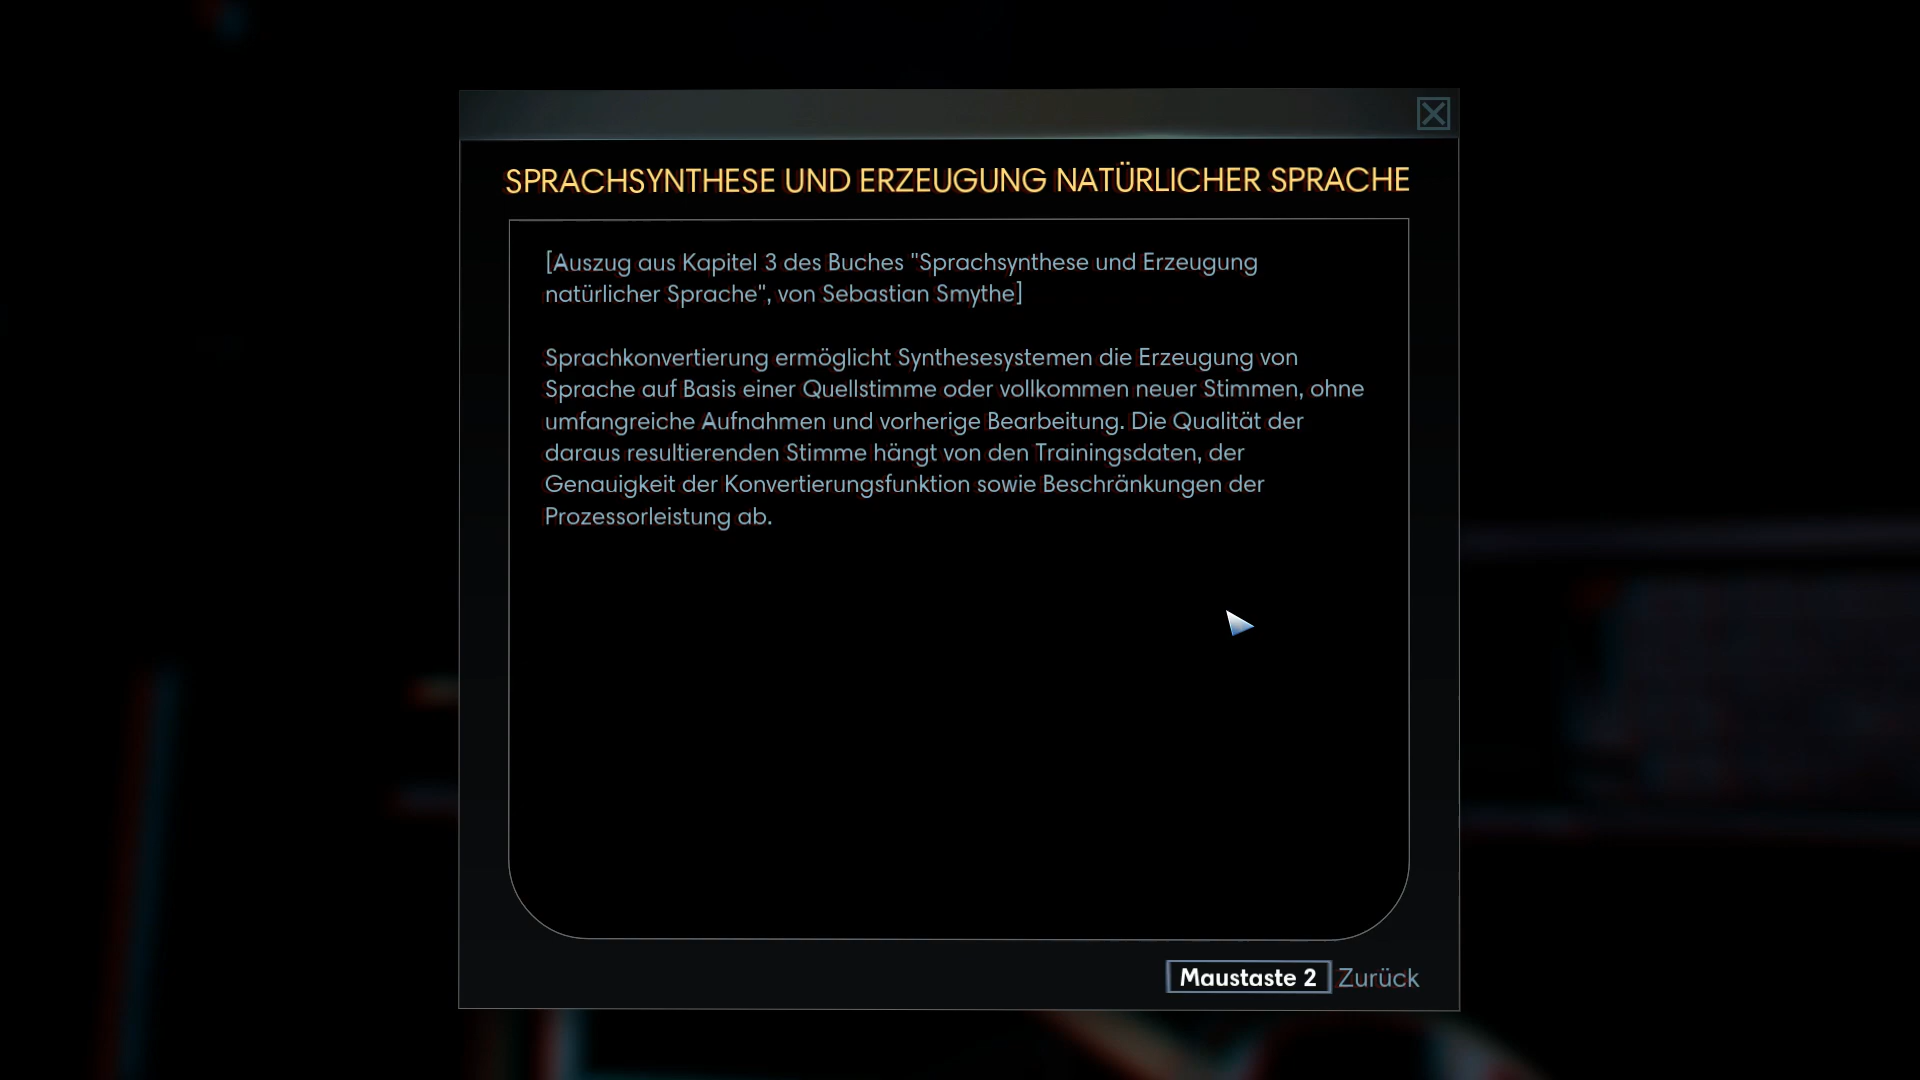 SPRACHSYNTHESE UND ERZEUGUNG NATÜRLICHER SPRACHE
[Auszug aus Kapitel 3 des Buches "Sprachsynthese und Erzeugung
natürlicher Sprache", von Sebastian Smythe]
Sprachkonvertierung ermöglicht Synthesesystemen die Erzeugung von
Sprache auf Basis einer Quellstimme oder vollkommen neuer Stimmen, ohne
umfangreiche Aufnahmen und vorherige Bearbeitung. Die Qualität der
daraus resultierenden Stimme hängt von den Trainingsdaten, der
Genauigkeit der Konvertierungsfunktion sowie Beschränkungen der
Prozessorleistung ab.
Maustaste 2 Zurück